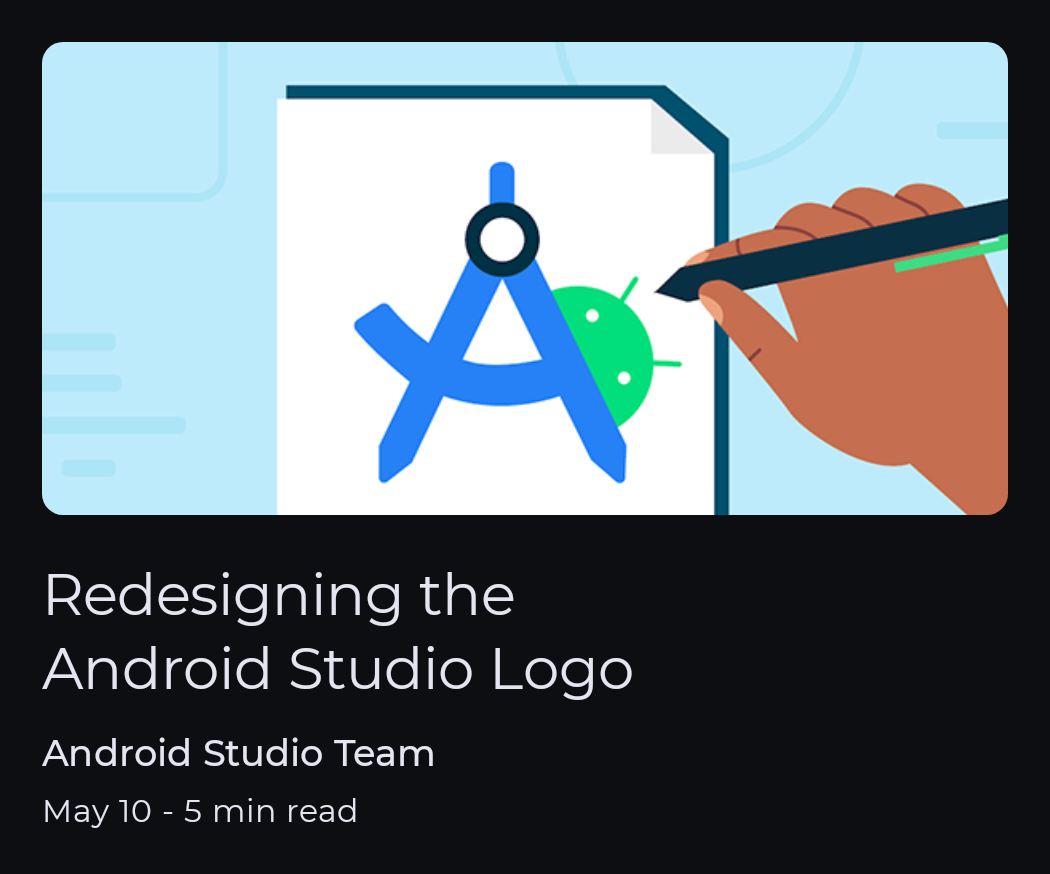 Redesigning the
Android Studio Logo
Android Studio Team
May 10 - 5 min read